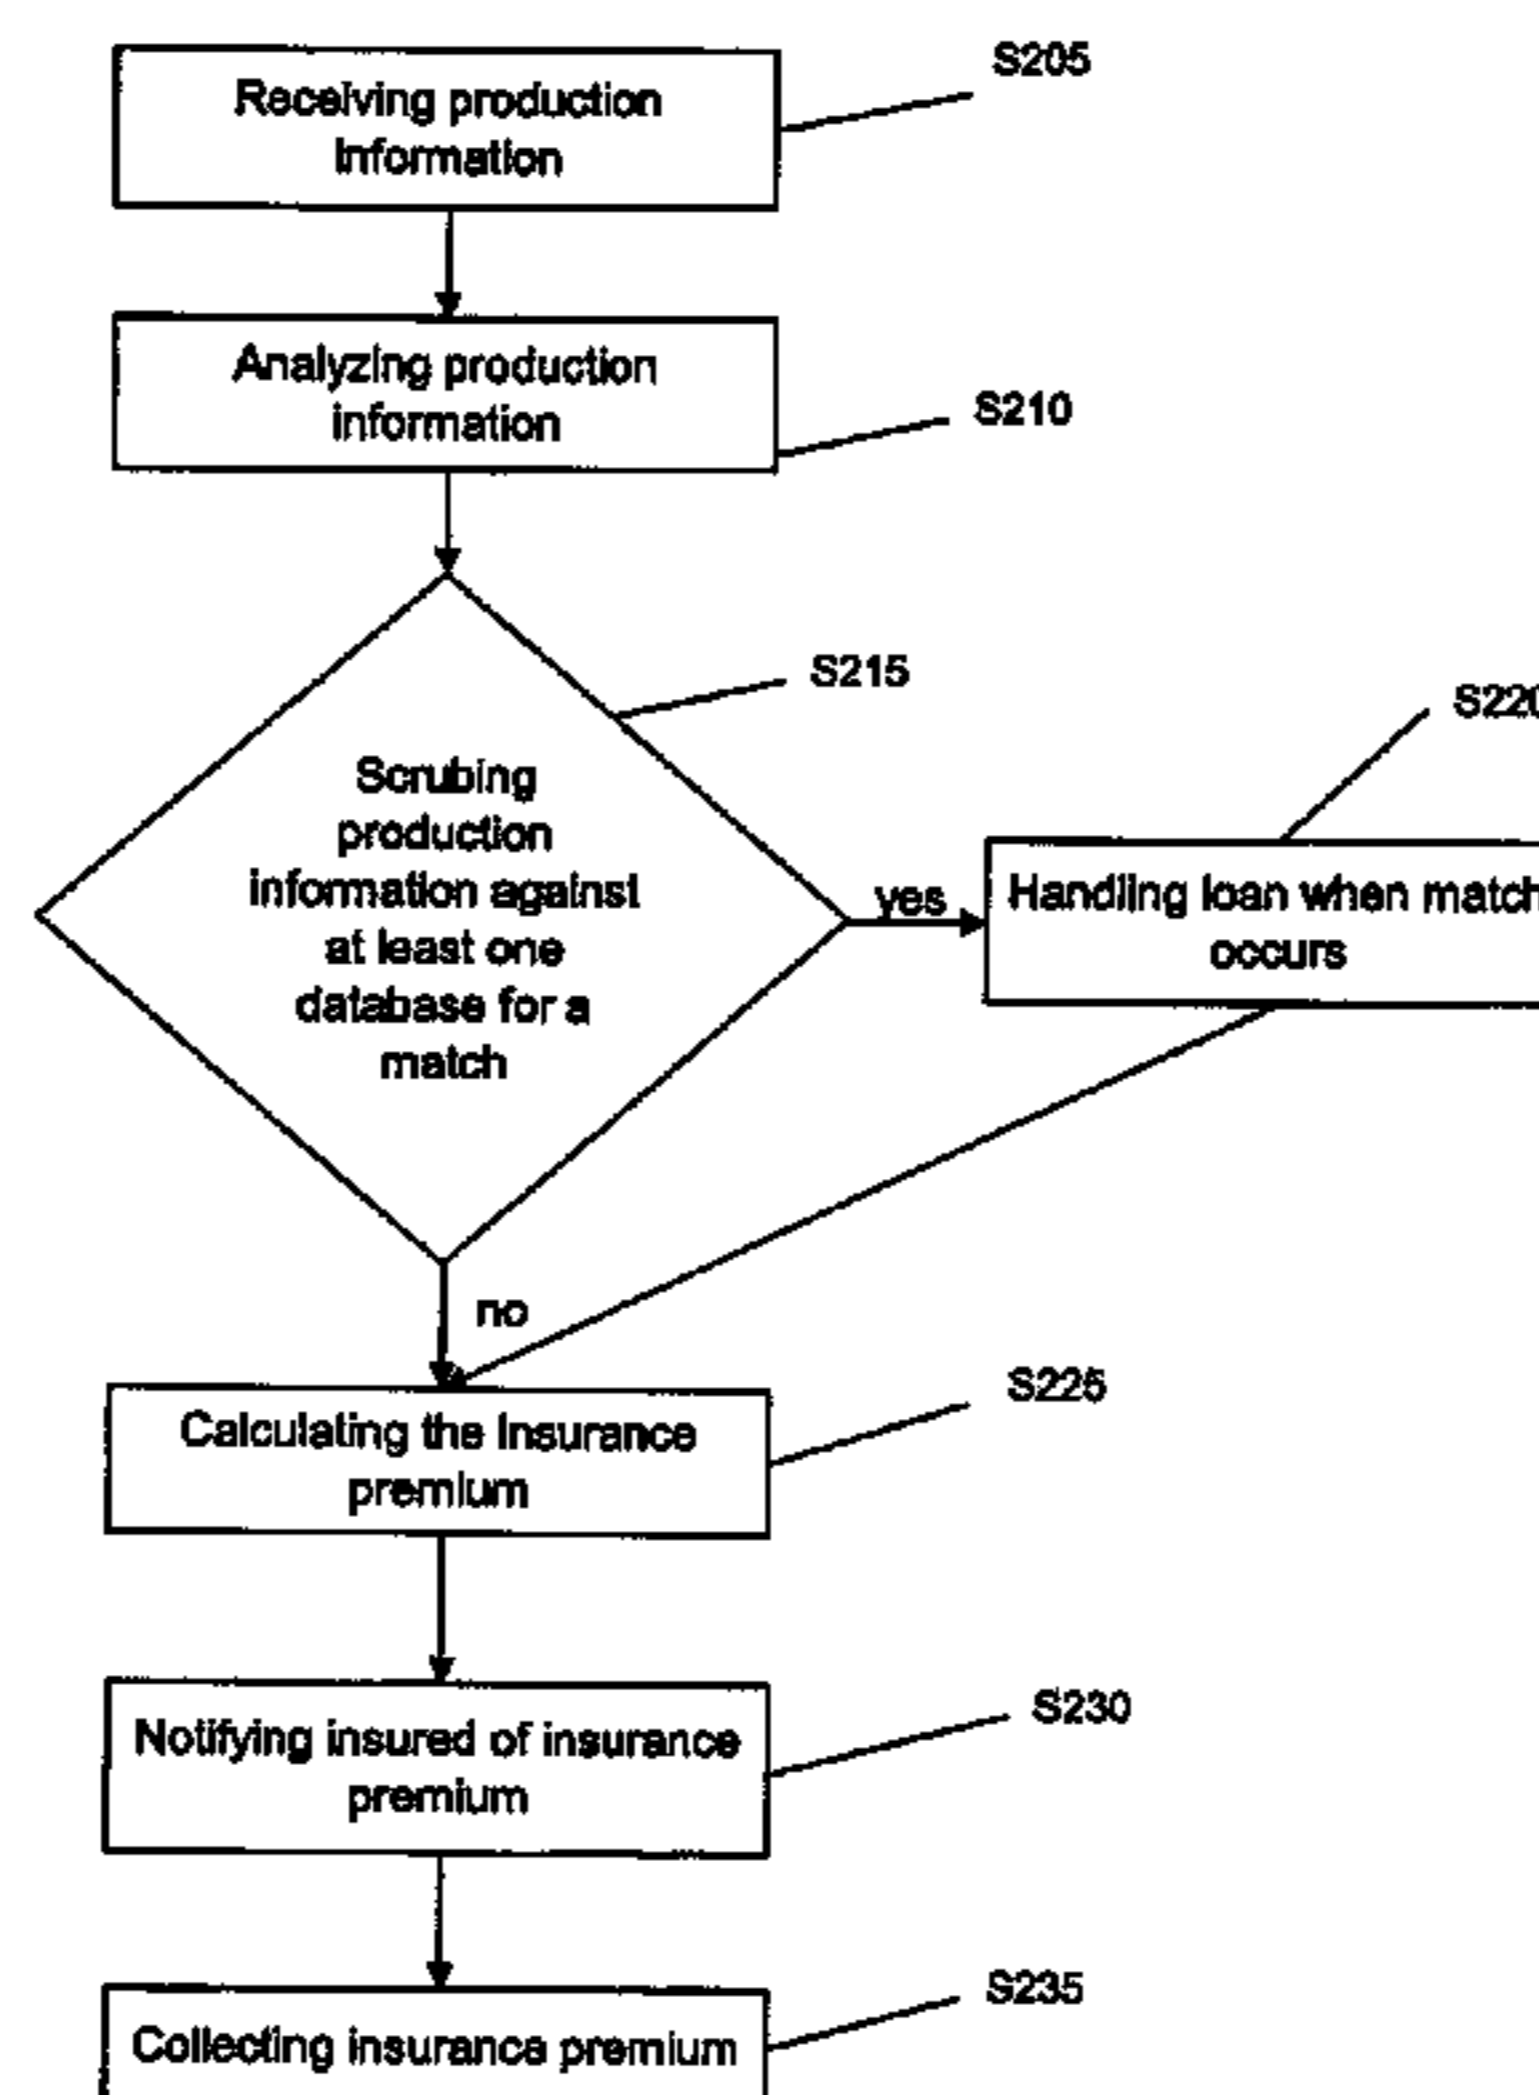 S205
Receiving production
information
Analyzing production
information
S210
S215
S220
Scrubing
production
information against
at least one
database for a
match
yes
Handling loan when match
occurs
no
S225
Calculating the insurance
premium
S230
Notifying insured of insurance
premium
S235
Collecting insurance premium